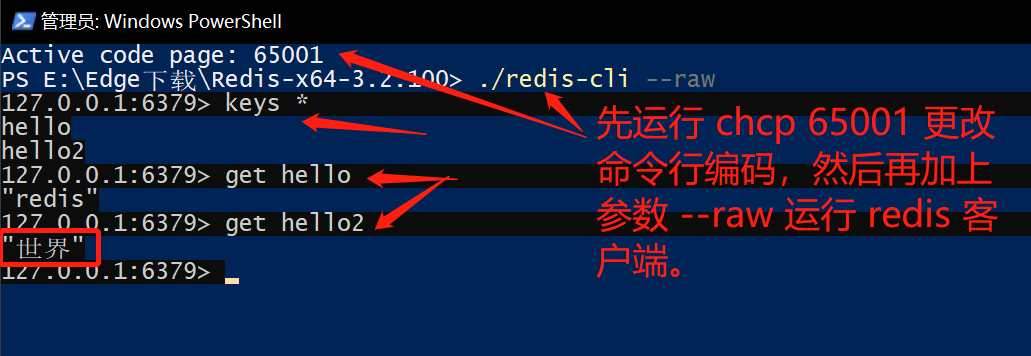 管理员: Windows PowerShell
Active code page: 65001
PS E:\Edge下载\Redis-x64-3.2.100> ./redis-cli --raw
127.0.0.1:6379> keys *
hello
hello2
127.0.0.1:6379> get hello
"redis"
127.0.0.1:6379> get hello2
"世界"
127.0.0.1:6379>
先运行 chcp 65001 更改
命令行编码，然后再加上
参数 --raw 运行 redis 客
户端。